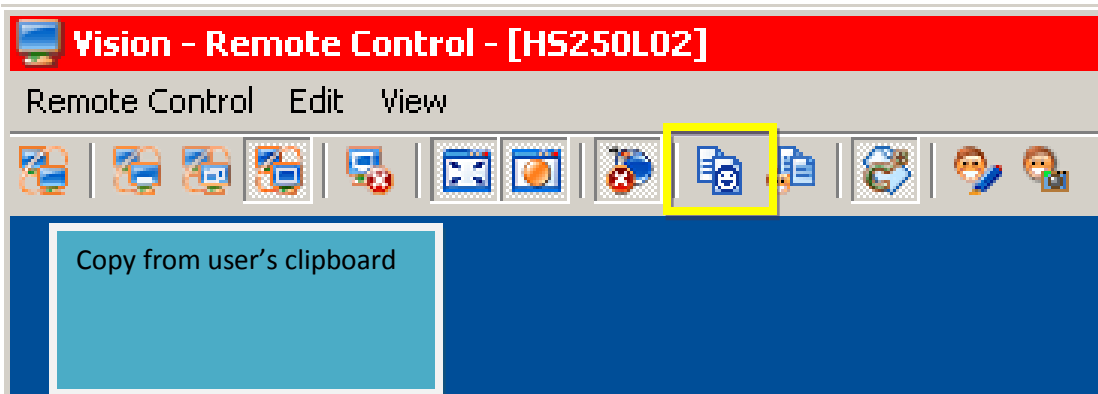 Vision - Remote Control - [HS250L02]
Remote Control Edit View
Copy from user’s clipboard